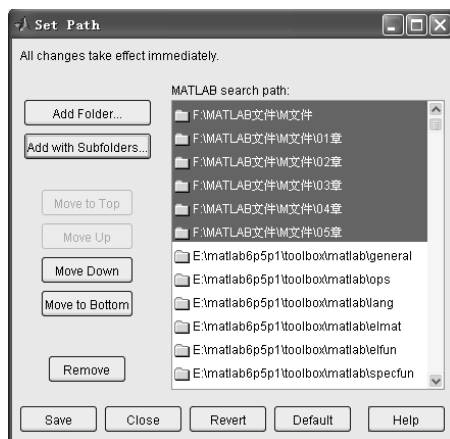 Set Path
All changes take effect immediately.
MATLAB search path:
Add Folder...
Add with Subfolders...
Move to Top
Move Up
Move Down
Move to Bottom
Remove
F:\MATLAB文件\M文件
F:\MATLAB文件\M文件\01章
F:\MATLAB文件\M文件\02章
F:\MATLAB文件\M文件\03章
F:\MATLAB文件\M文件\04章
F:\MATLAB文件\M文件\05章
E:\matlab6p5p1\toolbox\matlab\general
E:\matlab6p5p1\toolbox\matlab\ops
E:\matlab6p5p1\toolbox\matlab\lang
E:\matlab6p5p1\toolbox\matlab\elmat
E:\matlab6p5p1\toolbox\matlab\elfun
E:\matlab6p5p1\toolbox\matlab\specfun
Save
Close
Revert
Default
Help